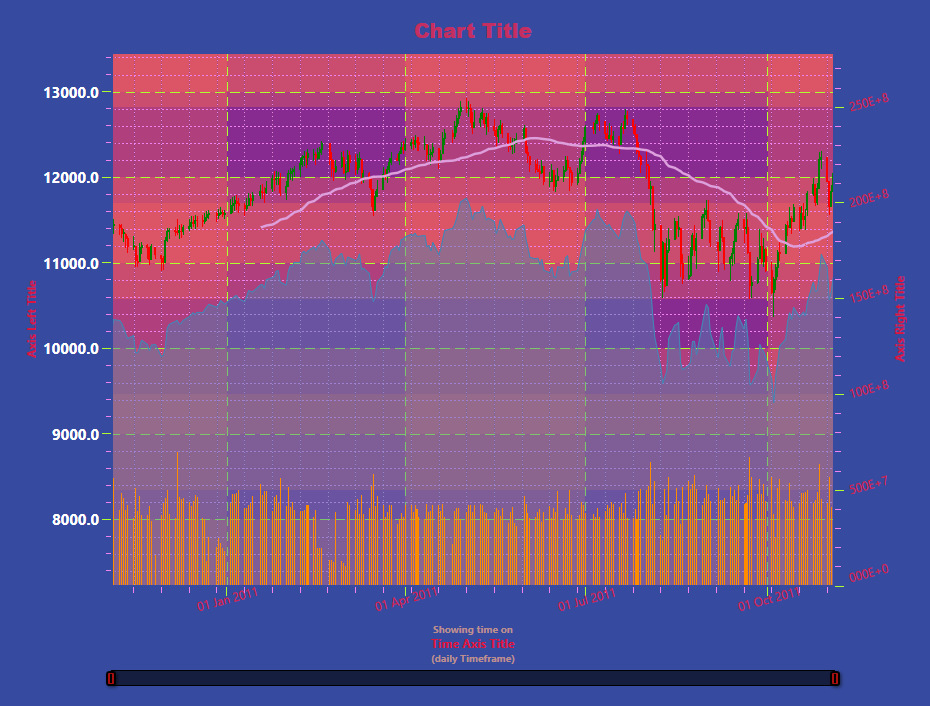 Chart Title
13000.0
12000.0
11000.0
10000.0
9000.0
8000.0
Axis Left Title
250E+8
200E+8
150E+8
100E+8
500E+7
000E+0
Axis Right Title
01 Jan 2011
01 Apr 2011
01 Jul 2011
01 Oct 2011
Showing time on
Time Axis Title
(daily Timeframe)